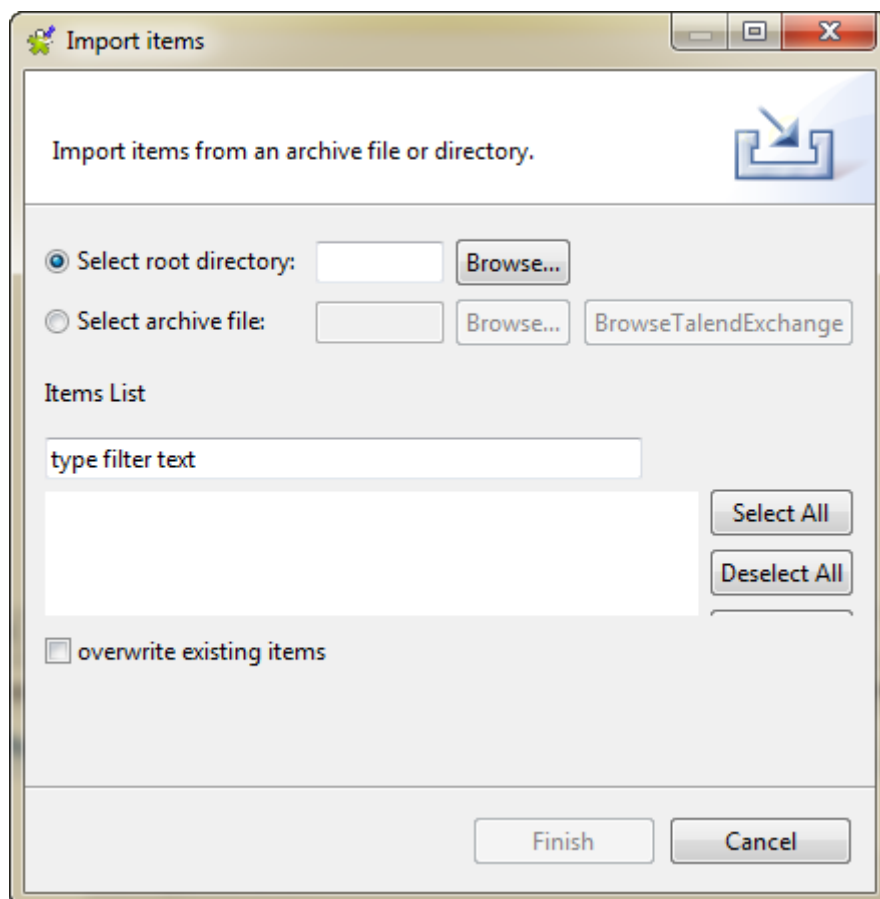 Import items
Import items from an archive file or directory.
Select root directory: Browse...
Select archive file: Browse... BrowseTalendExchange
Items List
type filter text
Select All
Deselect All
overwrite existing items
Finish Cancel